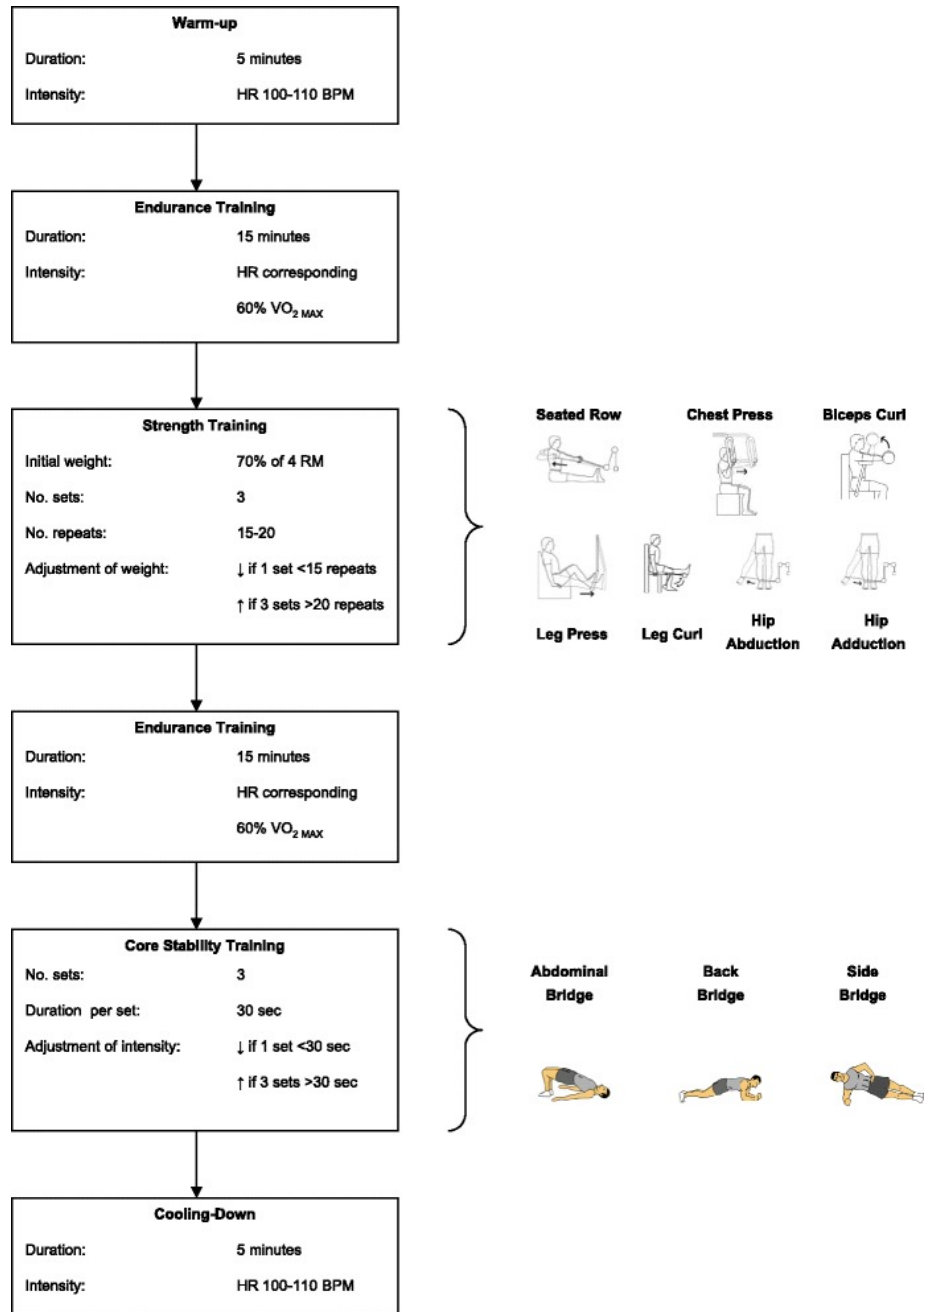 Warm-up
Duration: 5 minutes
Intensity: HR 100-110 BPM
Endurance Training
Duration: 15 minutes
Intensity: HR corresponding
60% VO2 MAX
Strength Training
Initial weight: 70% of 4 RM
No. sets: 3
No. repeats: 15-20
Adjustment of weight: ↓ if 1 set <15 repeats
↑ if 3 sets >20 repeats
Seated Row Chest Press Biceps Curl
Leg Press Leg Curl Hip Abduction Hip Adduction
Endurance Training
Duration: 15 minutes
Intensity: HR corresponding
60% VO2 MAX
Core Stability Training
No. sets: 3
Duration per set: 30 sec
Adjustment of intensity: ↓ if 1 set <30 sec
↑ if 3 sets >30 sec
Abdominal Back Side
Bridge Bridge Bridge
Cooling-Down
Duration: 5 minutes
Intensity: HR 100-110 BPM